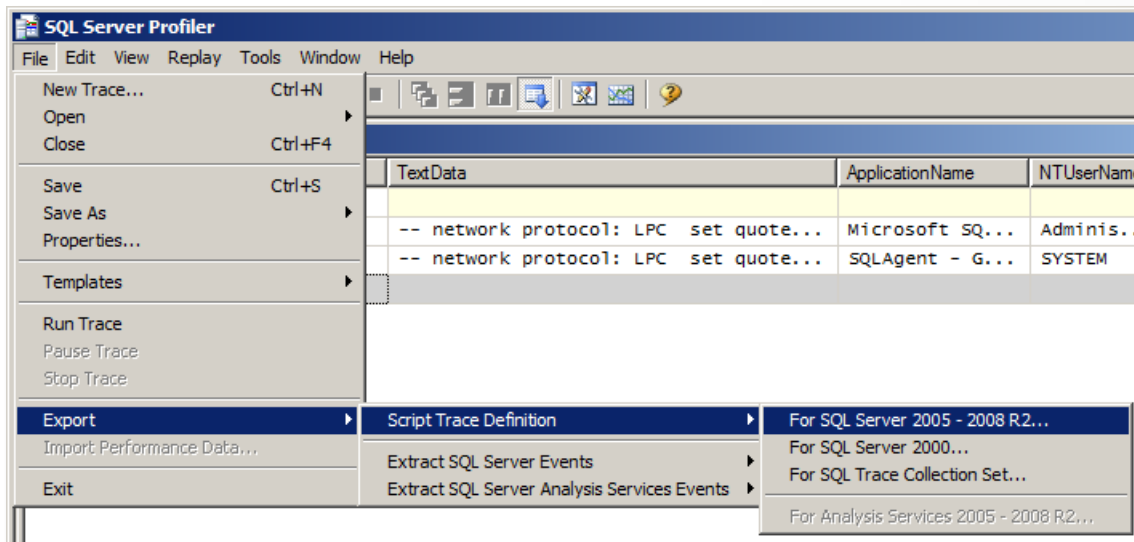 SQL Server Profiler
File Edit View Replay Tools Window Help
New Trace... Ctrl+N
Open
Close Ctrl+F4
Save Ctrl+S
Save As
Properties...
Templates
Run Trace
Pause Trace
Stop Trace
Export
Import Performance Data...
Exit
TextData ApplicationName NTUserName
-- network protocol: LPC set quote... Microsoft SQ... Adminis..
-- network protocol: LPC set quote... SQLAgent - G... SYSTEM
Script Trace Definition
Extract SQL Server Events
Extract SQL Server Analysis Services Events
For SQL Server 2005 - 2008 R2...
For SQL Server 2000...
For SQL Trace Collection Set...
For Analysis Services 2005 - 2008 R2...